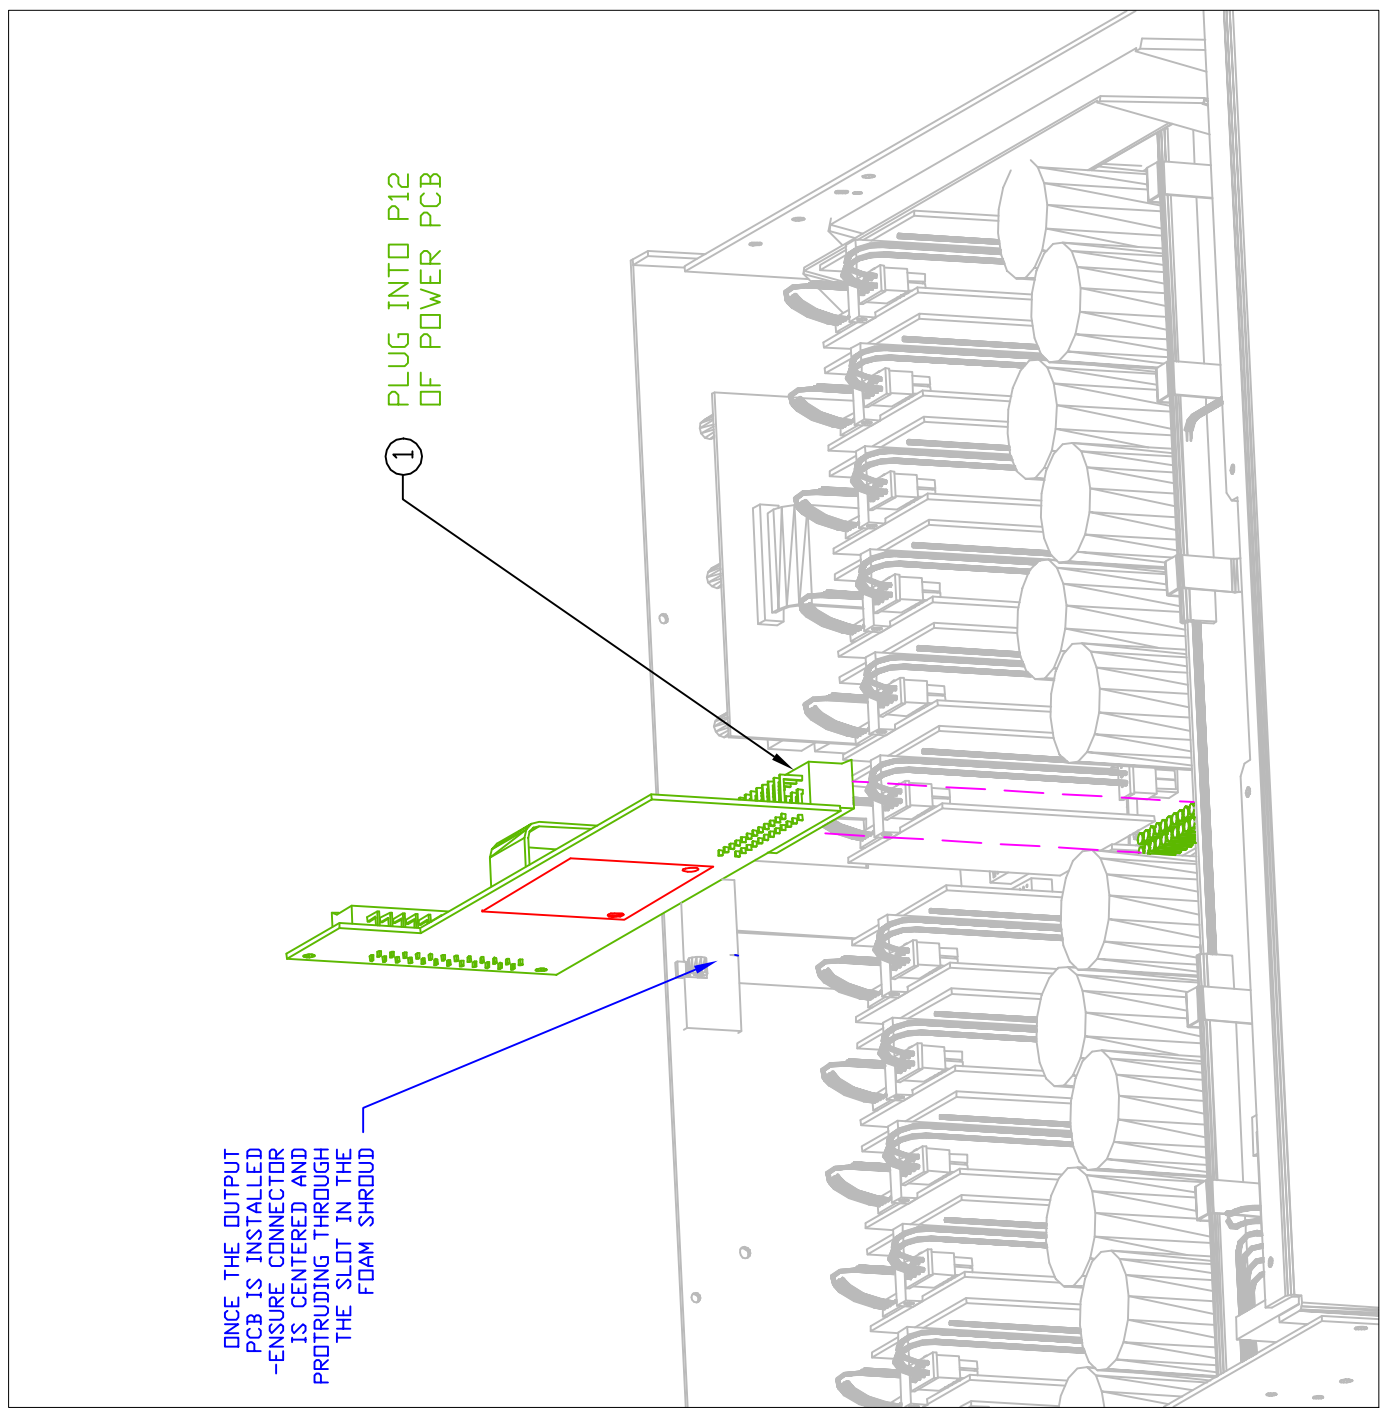 PLUG INTO P12
OF POWER PCB
1
ONCE THE OUTPUT
PCB IS INSTALLED
-ENSURE CONNECTOR
IS CENTERED AND
PROTRUDING THROUGH
THE SLOT IN THE
FOAM SHROUD